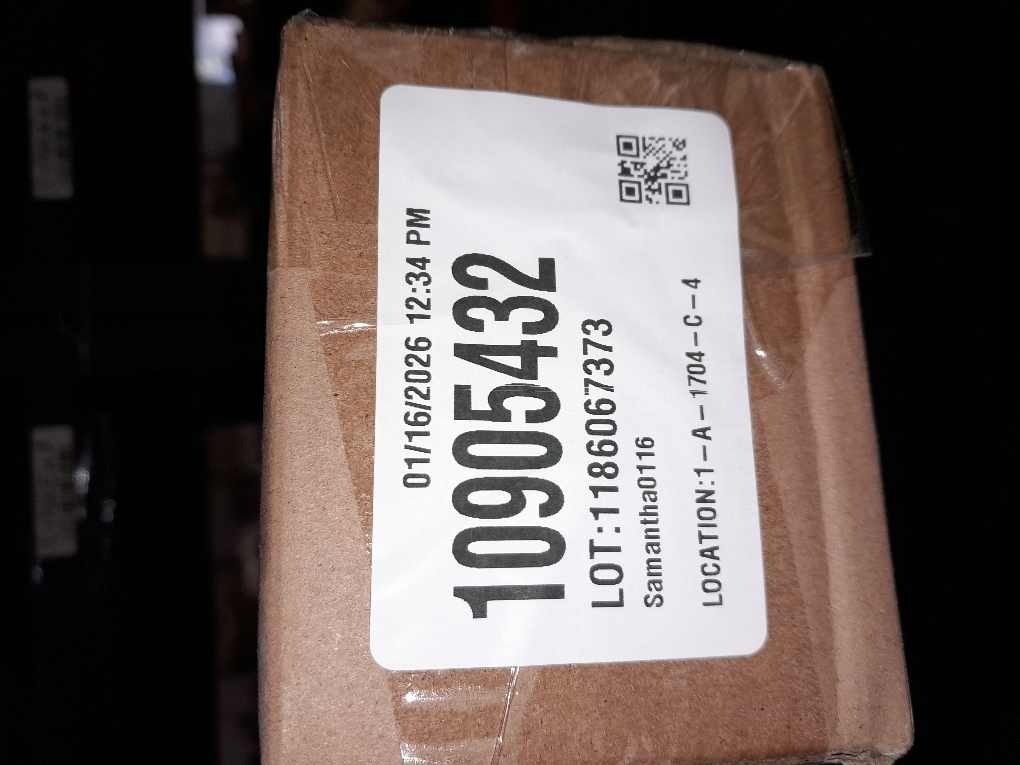 01/16/2026 12:34 PM
10905432
LOT:1186067373
Samantha0116
LOCATION:1-A-1704-C-4